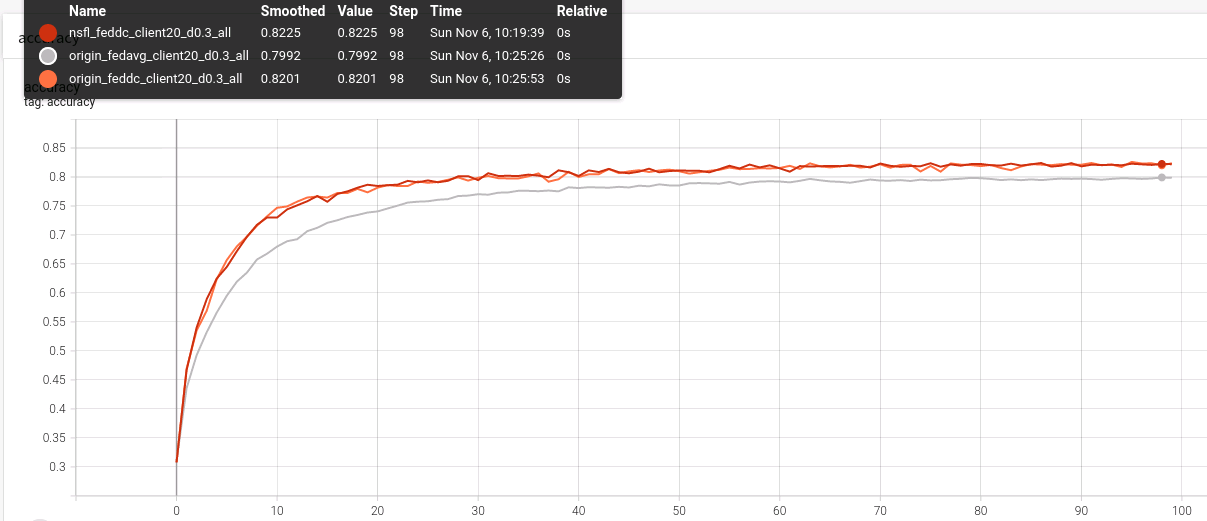 Name Smoothed Value Step Time Relative
nsfl_feddc_client20_d0.3_all 0.8225 0.8225 98 Sun Nov 6, 10:19:39 0s
accuracy
origin_fedavg_client20_d0.3_all 0.7992 0.7992 98 Sun Nov 6, 10:25:26 0s
origin_feddc_client20_d0.3_all 0.8201 0.8201 98 Sun Nov 6, 10:25:53 0s
accuracy
tag: accuracy
0.85
0.8
0.75
0.7
0.65
0.6
0.55
0.5
0.45
0.4
0.35
0.3
0 10 20 30 40 50 60 70 80 90 100